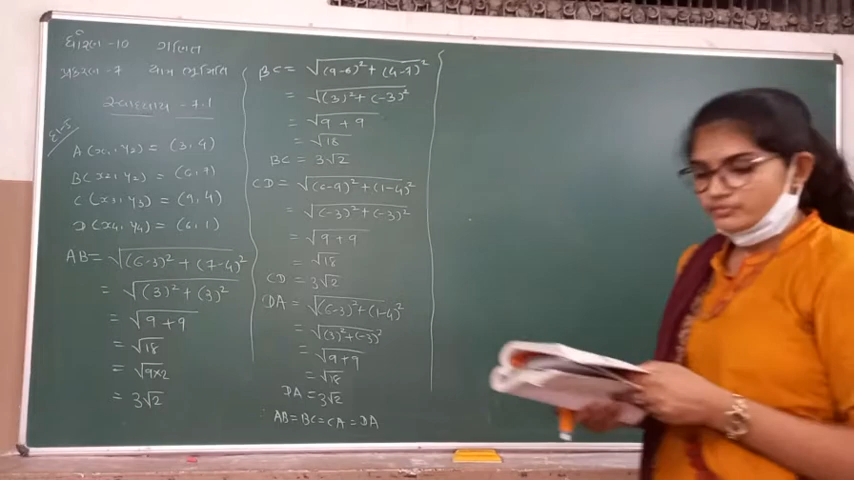 ધોરણ-10 ગણિત
પ્રકરણ-7 યામ ભૂમિતિ
સ્વાધ્યાય - 7.1
દા-5
A(x₁, y₂) = (3, 4)
B(x₂, y₂) = (6, 7)
C(x₃, y₃) = (9, 4)
D(x₄, y₄) = (6, 1)
AB = √(6-3)² + (7-4)²
= √(3)² + (3)²
= √9 + 9
= √18
= √9×2
= 3√2
BC = √(9-6)² + (4-7)²
= √(3)² + (-3)²
= √9 + 9
= √18
BC = 3√2
CD = √(6-9)² + (1-4)²
= √(-3)² + (-3)²
= √9 + 9
= √18
CD = 3√2
DA = √(6-3)² + (1-4)²
= √(3)² + (-3)²
= √9+9
= √18
DA = 3√2
AB = BC = CA = DA